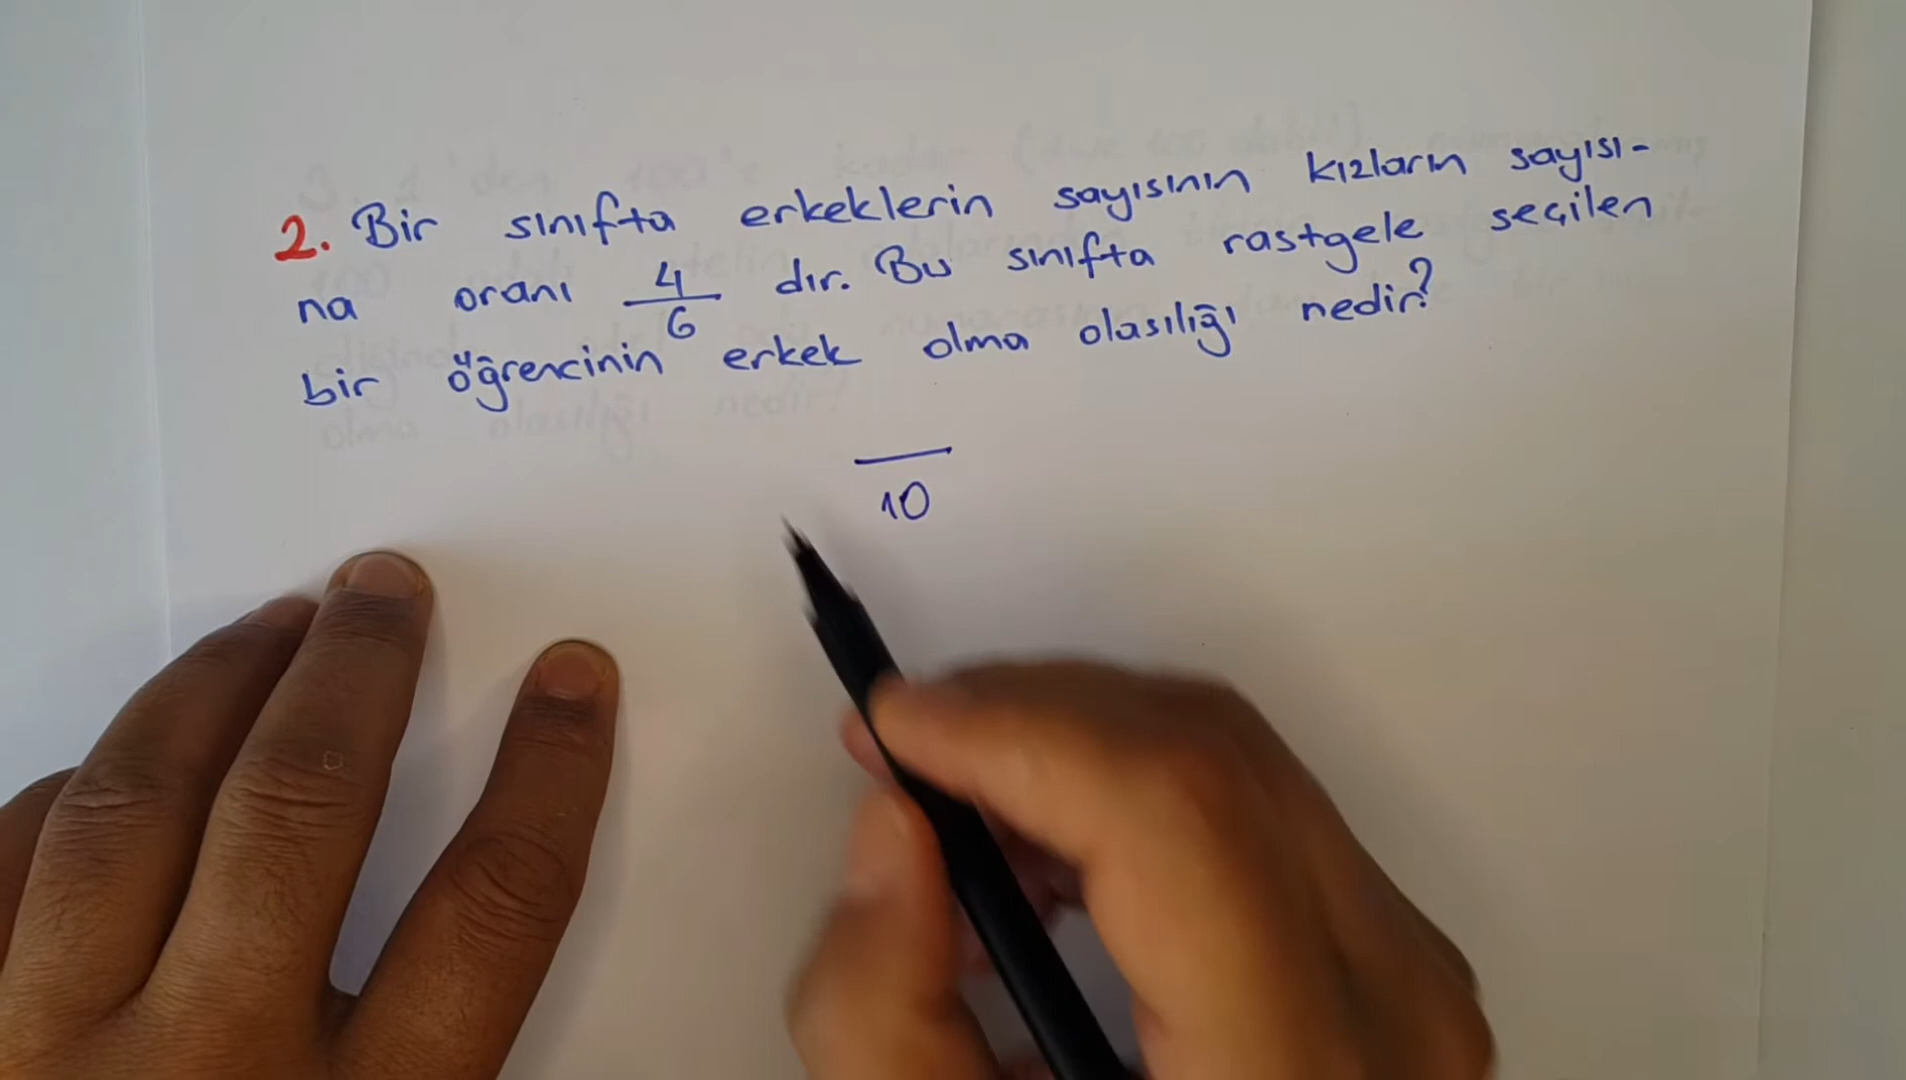 2. Bir sınıfta erkeklerin sayısının kızların sayısı-
na oranı 4/6 dır. Bu sınıfta rastgele seçilen
bir öğrencinin erkek olma olasılığı nedir?
10